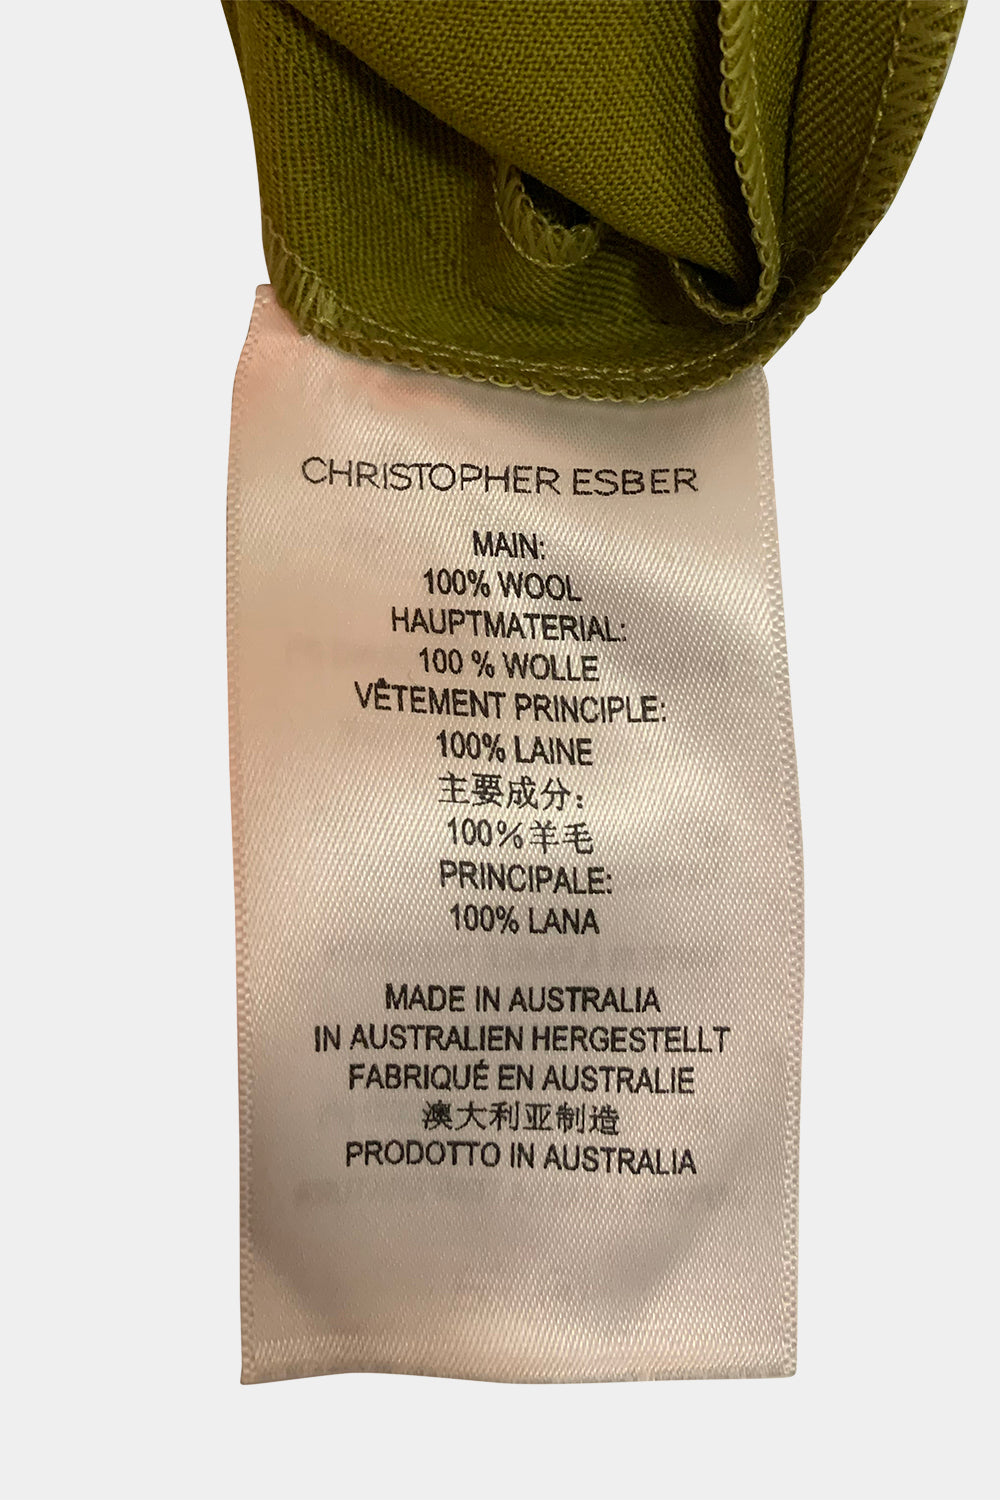 CHRISTOPHER ESBER
MAIN:
100% WOOL
HAUPTMATERIAL:
100 % WOLLE
VÊTEMENT PRINCIPLE:
100% LAINE
主要成分:
100%羊毛
PRINCIPALE:
100% LANA
MADE IN AUSTRALIA
IN AUSTRALIEN HERGESTELLT
FABRIQUÉ EN AUSTRALIE
澳大利亚制造
PRODOTTO IN AUSTRALIA